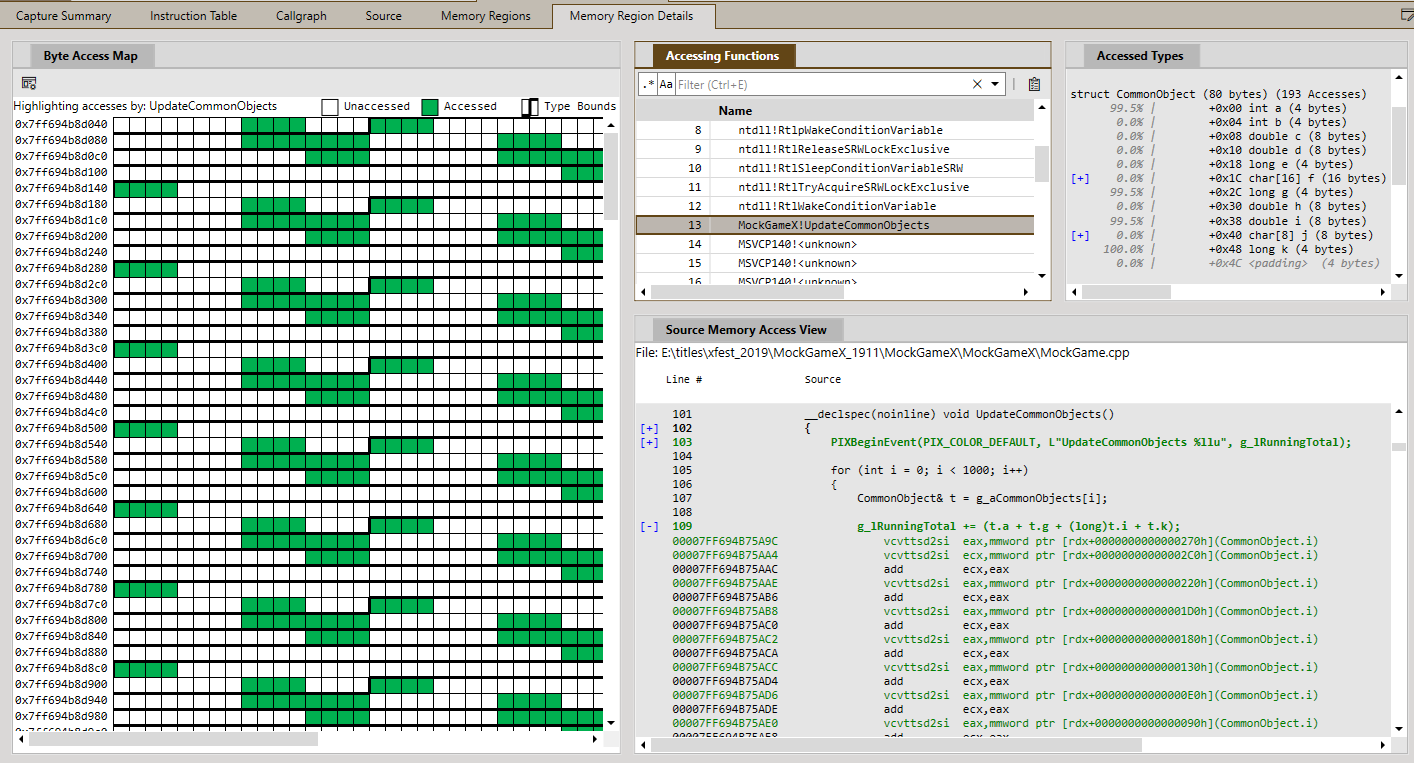 Capture Summary Instruction Table Callgraph Source Memory Regions Memory Region Details
Byte Access Map
Highlighting accesses by: UpdateCommonObjects Unaccessed Accessed Type Bounds
0x7ff694b8d040
0x7ff694b8d080
0x7ff694b8d0c0
0x7ff694b8d100
0x7ff694b8d140
0x7ff694b8d180
0x7ff694b8d1c0
0x7ff694b8d200
0x7ff694b8d240
0x7ff694b8d280
0x7ff694b8d2c0
0x7ff694b8d300
0x7ff694b8d340
0x7ff694b8d380
0x7ff694b8d3c0
0x7ff694b8d400
0x7ff694b8d440
0x7ff694b8d480
0x7ff694b8d4c0
0x7ff694b8d500
0x7ff694b8d540
0x7ff694b8d580
0x7ff694b8d5c0
0x7ff694b8d600
0x7ff694b8d640
0x7ff694b8d680
0x7ff694b8d6c0
0x7ff694b8d700
0x7ff694b8d740
0x7ff694b8d780
0x7ff694b8d7c0
0x7ff694b8d800
0x7ff694b8d840
0x7ff694b8d880
0x7ff694b8d8c0
0x7ff694b8d900
0x7ff694b8d940
0x7ff694b8d980
Accessing Functions
.* Aa Filter (Ctrl+E)
Name
8 ntdll!RtlpWakeConditionVariable
9 ntdll!RtlReleaseSRWLockExclusive
10 ntdll!RtlSleepConditionVariableSRW
11 ntdll!RtlTryAcquireSRWLockExclusive
12 ntdll!RtlWakeConditionVariable
13 MockGameX!UpdateCommonObjects
14 MSVCP140!<unknown>
15 MSVCP140!<unknown>
16 MSVCP140!<unknown>
Accessed Types
struct CommonObject (80 bytes) (193 Accesses)
99.5% | +0x00 int a (4 bytes)
0.0% | +0x04 int b (4 bytes)
0.0% | +0x08 double c (8 bytes)
0.0% | +0x10 double d (8 bytes)
0.0% | +0x18 long e (4 bytes)
[+] 0.0% | +0x1C char[16] f (16 bytes)
99.5% | +0x2C long g (4 bytes)
0.0% | +0x30 double h (8 bytes)
99.5% | +0x38 double i (8 bytes)
[+] 0.0% | +0x40 char[8] j (8 bytes)
100.0% | +0x48 long k (4 bytes)
0.0% | +0x4C <padding> (4 bytes)
Source Memory Access View
File: E:\titles\xfest_2019\MockGameX_1911\MockGameX\MockGameX\MockGame.cpp
Line # Source
101 __declspec(noinline) void UpdateCommonObjects()
[+] 102 {
[+] 103 PIXBeginEvent(PIX_COLOR_DEFAULT, L"UpdateCommonObjects %llu", g_lRunningTotal);
104
105 for (int i = 0; i < 1000; i++)
106 {
107 CommonObject& t = g_aCommonObjects[i];
108
[-] 109 g_lRunningTotal += (t.a + t.g + (long)t.i + t.k);
00007FF694B75A9C vcvttsd2si eax,mmword ptr [rdx+0000000000000270h](CommonObject.i)
00007FF694B75AA4 vcvttsd2si ecx,mmword ptr [rdx+00000000000002C0h](CommonObject.i)
00007FF694B75AAC add ecx,eax
00007FF694B75AAE vcvttsd2si eax,mmword ptr [rdx+0000000000000220h](CommonObject.i)
00007FF694B75AB6 add ecx,eax
00007FF694B75AB8 vcvttsd2si eax,mmword ptr [rdx+00000000000001D0h](CommonObject.i)
00007FF694B75AC0 add ecx,eax
00007FF694B75AC2 vcvttsd2si eax,mmword ptr [rdx+0000000000000180h](CommonObject.i)
00007FF694B75ACA add ecx,eax
00007FF694B75ACC vcvttsd2si eax,mmword ptr [rdx+0000000000000130h](CommonObject.i)
00007FF694B75AD4 add ecx,eax
00007FF694B75AD6 vcvttsd2si eax,mmword ptr [rdx+00000000000000E0h](CommonObject.i)
00007FF694B75ADE add ecx,eax
00007FF694B75AE0 vcvttsd2si eax,mmword ptr [rdx+0000000000000090h](CommonObject.i)